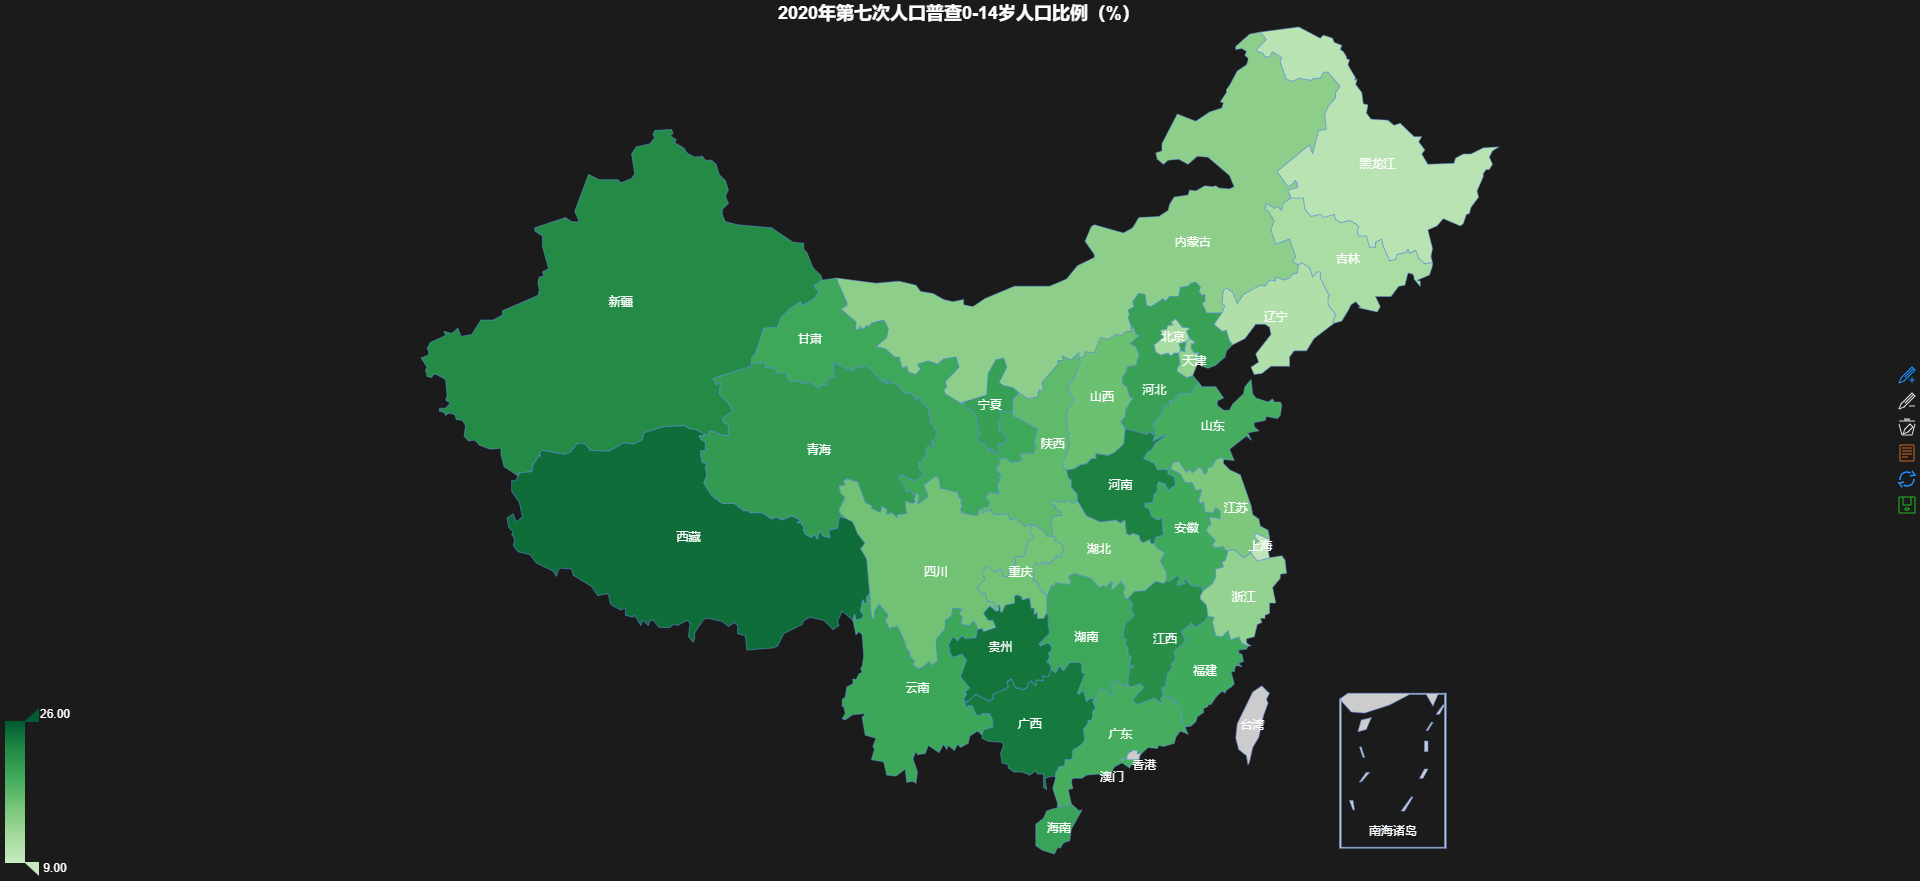 2020年第七次人口普查0-14岁人口比例（%）
黑龙江
内蒙古
吉林
新疆
辽宁
北京
甘肃
天津
河北
山西
宁夏
山东
陕西
青海
河南
江苏
安徽
西藏
上海
湖北
四川
重庆
浙江
湖南
江西
贵州
福建
云南
26.00
广西
台湾
广东
香港
澳门
海南
南海诸岛
9.00